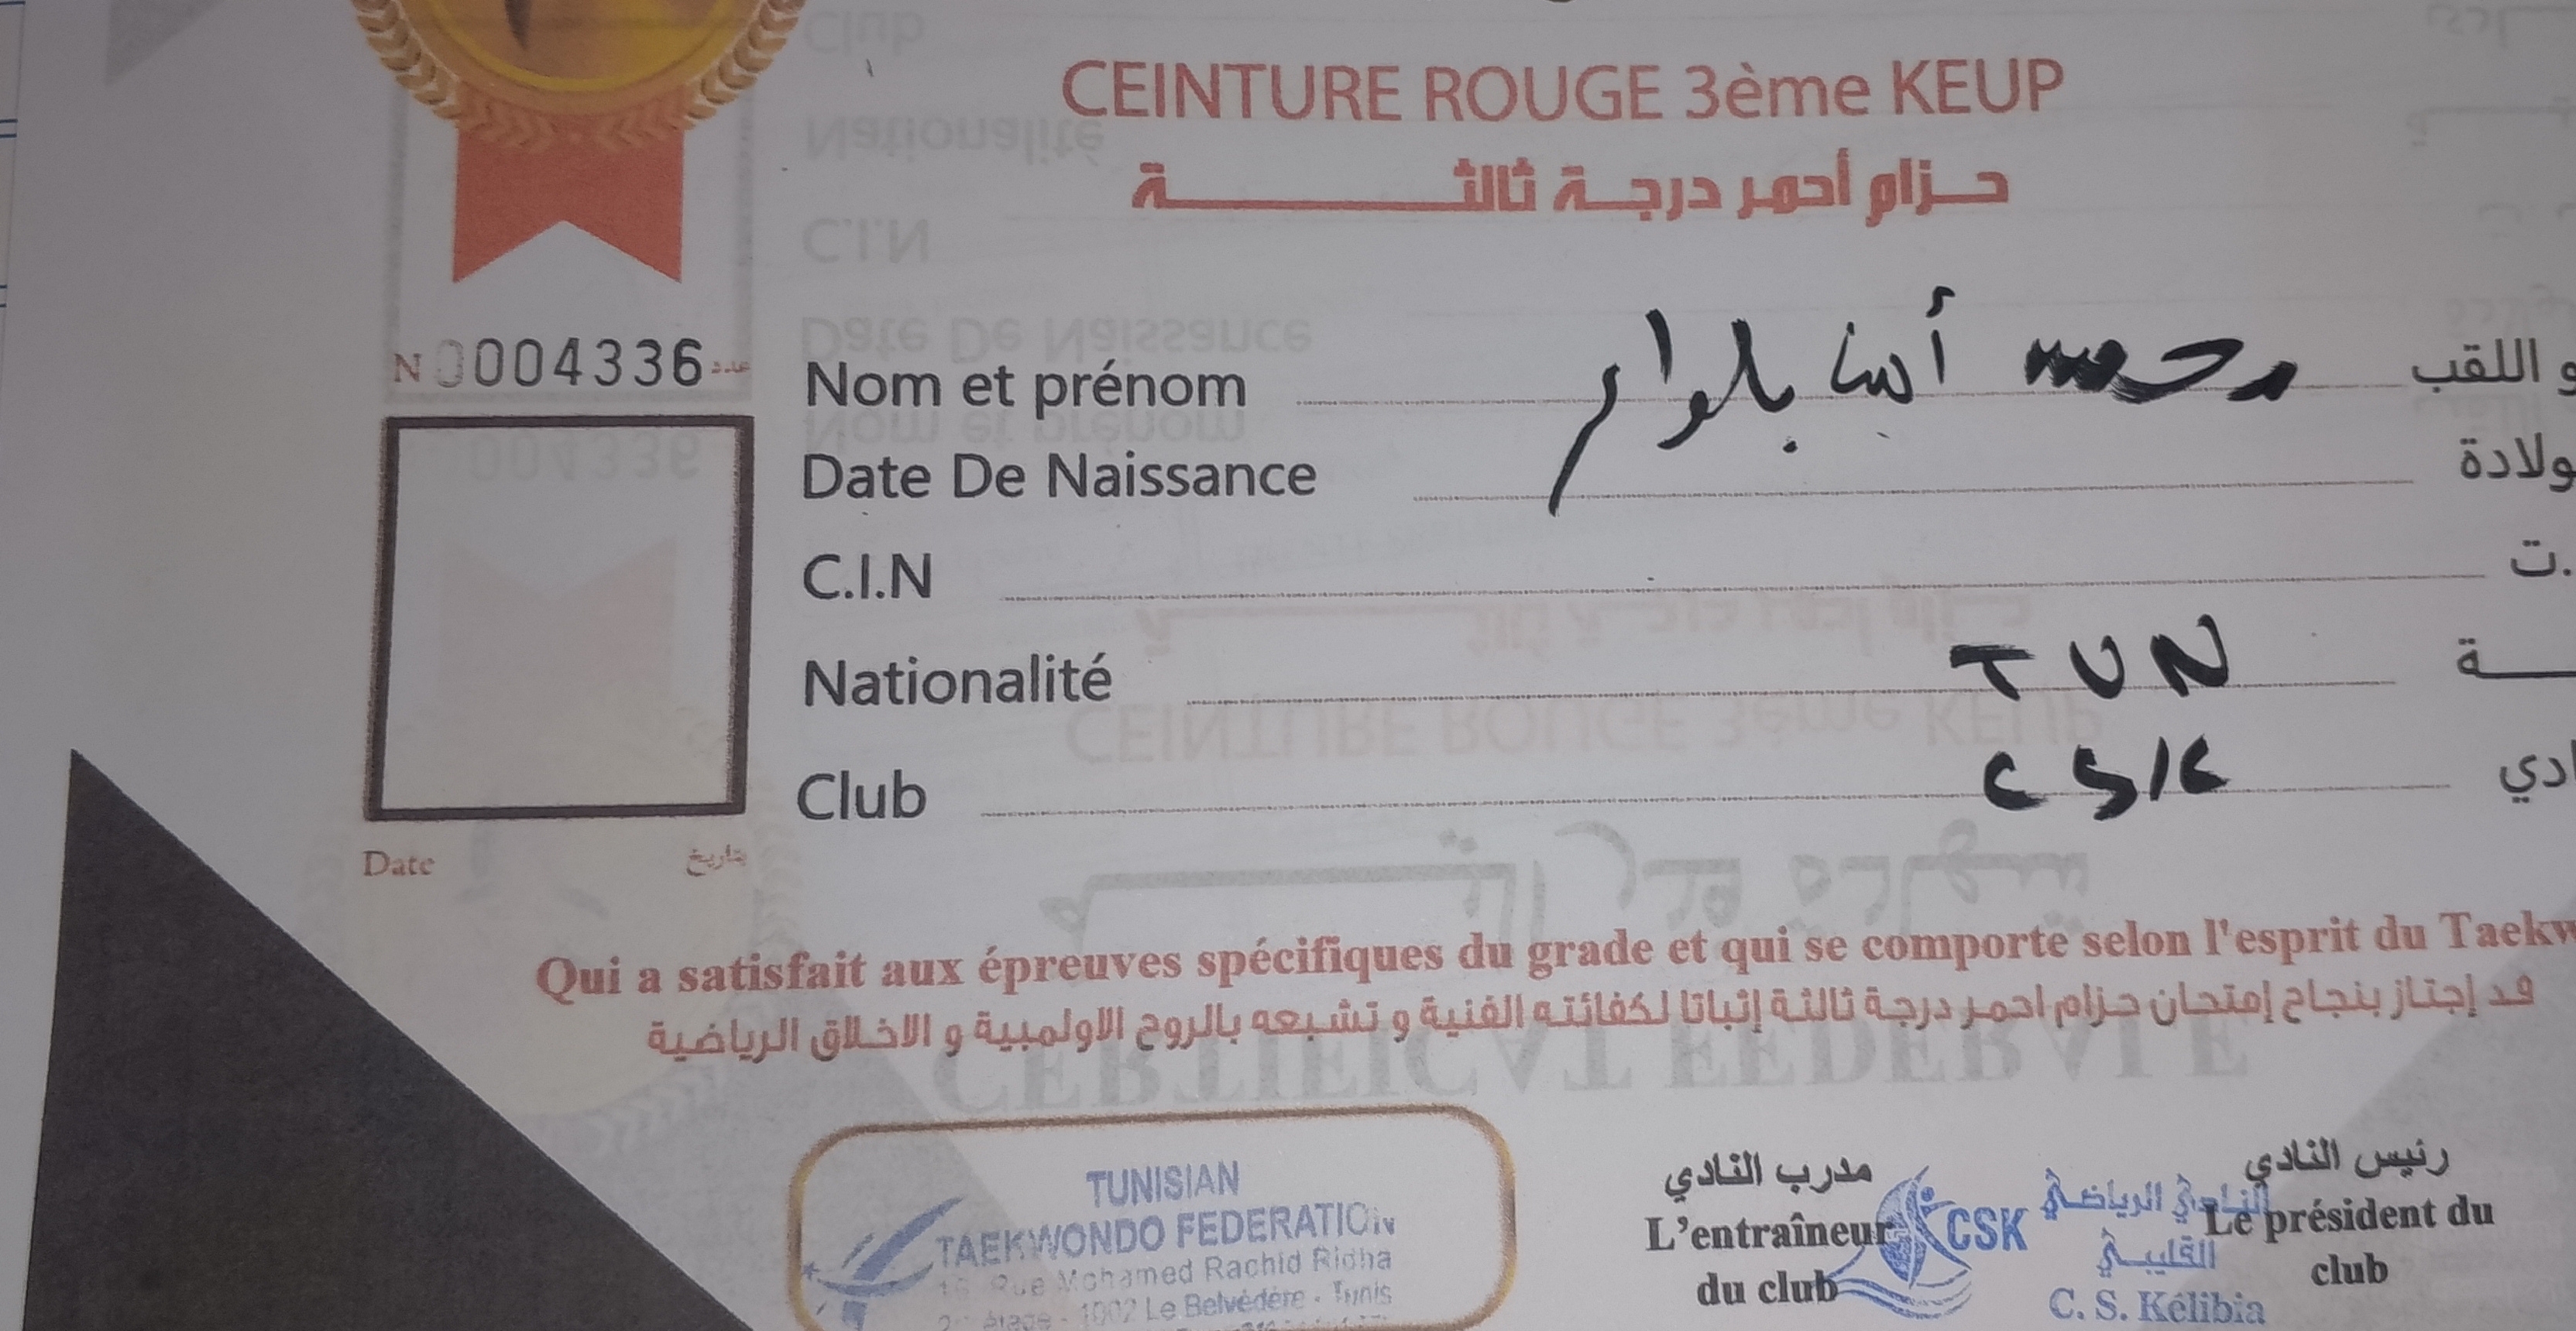 CEINTURE ROUGE 3ème KEUP
حزام أحمر درجة ثالثة
N 0004336 عدد
Nom et prénom و اللقب
Date De Naissance ولادة
C.I.N ت.
Nationalité TUN ة
Club CSK ادي
Date تاريخ
Qui a satisfait aux épreuves spécifiques du grade et qui se comporte selon l'esprit du Taekw
قد إجتاز بنجاح إمتحان حزام احمر درجة ثالثة إثباتا لكفائته الفنية و تشبعه بالروح الاولمبية و الاخلاق الرياضية
TUNISIAN
TAEKWONDO FEDERATION
Rue Mohamed Rachid Ridha
1002 Le Belvédère - Tunis
مدرب النادي
L'entraîneur
du club
CSK
النادي الرياضي
القليبي
C. S. Kélibia
رئيس النادي
Le président du
club